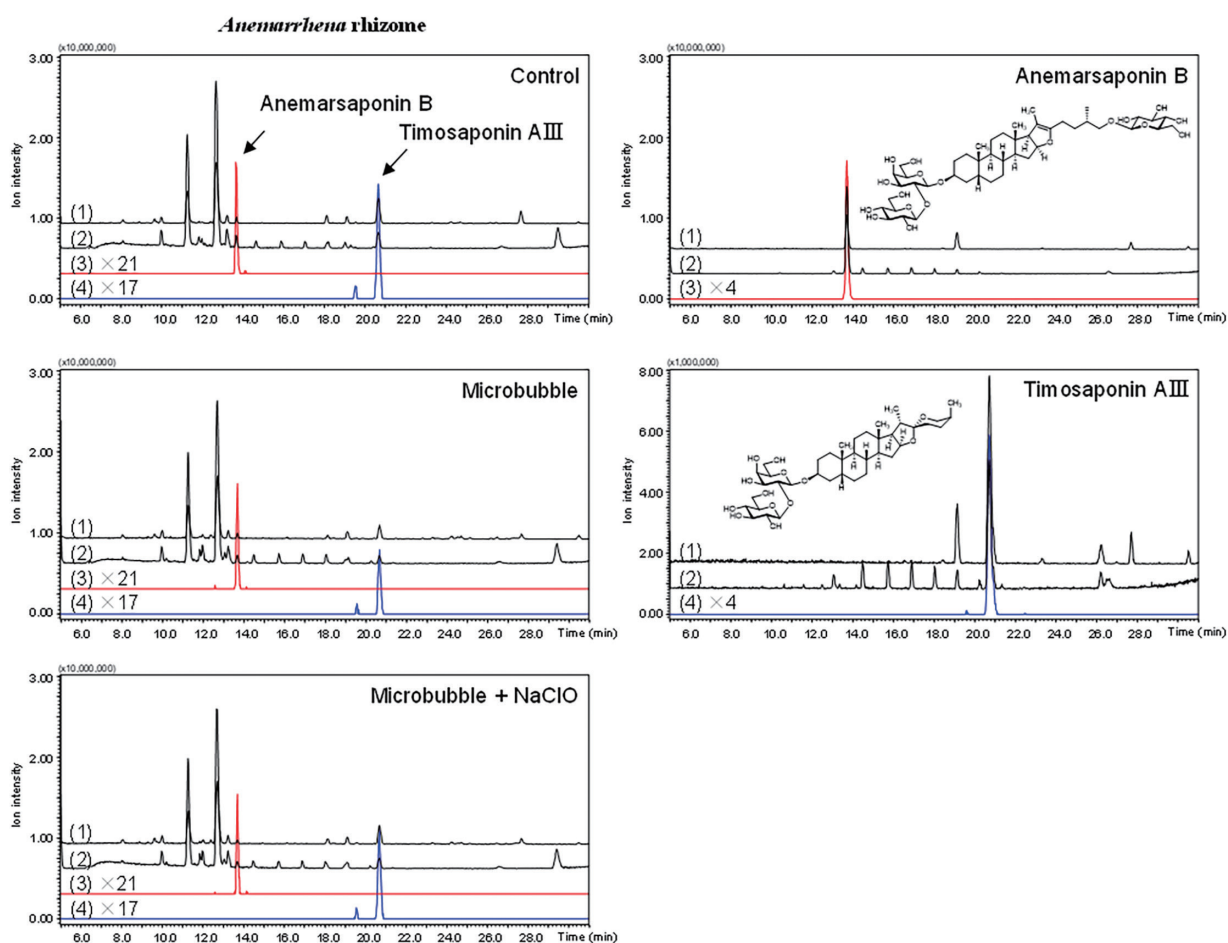 Anemarrhena rhizome
(x10,000,000)
3.00
2.00
1.00
0.00
Ion intensity
Control
Anemarsaponin B
Timosaponin AⅢ
(1)
(2)
(3) ×21
(4) ×17
6.0 8.0 10.0 12.0 14.0 16.0 18.0 20.0 22.0 24.0 26.0 28.0 Time (min)
(x10,000,000)
3.00
2.00
1.00
0.00
Ion intensity
Anemarsaponin B
(1)
(2)
(3) ×4
6.0 8.0 10.0 12.0 14.0 16.0 18.0 20.0 22.0 24.0 26.0 28.0 Time (min)
(x10,000,000)
3.00
2.00
1.00
0.00
Ion intensity
Microbubble
(1)
(2)
(3) ×21
(4) ×17
6.0 8.0 10.0 12.0 14.0 16.0 18.0 20.0 22.0 24.0 26.0 28.0 Time (min)
(x1,000,000)
8.00
6.00
4.00
2.00
0.00
Ion intensity
Timosaponin AⅢ
(1)
(2)
(4) ×4
6.0 8.0 10.0 12.0 14.0 16.0 18.0 20.0 22.0 24.0 26.0 28.0 Time (min)
(x10,000,000)
3.00
2.00
1.00
0.00
Ion intensity
Microbubble + NaClO
(1)
(2)
(3) ×21
(4) ×17
6.0 8.0 10.0 12.0 14.0 16.0 18.0 20.0 22.0 24.0 26.0 28.0 Time (min)